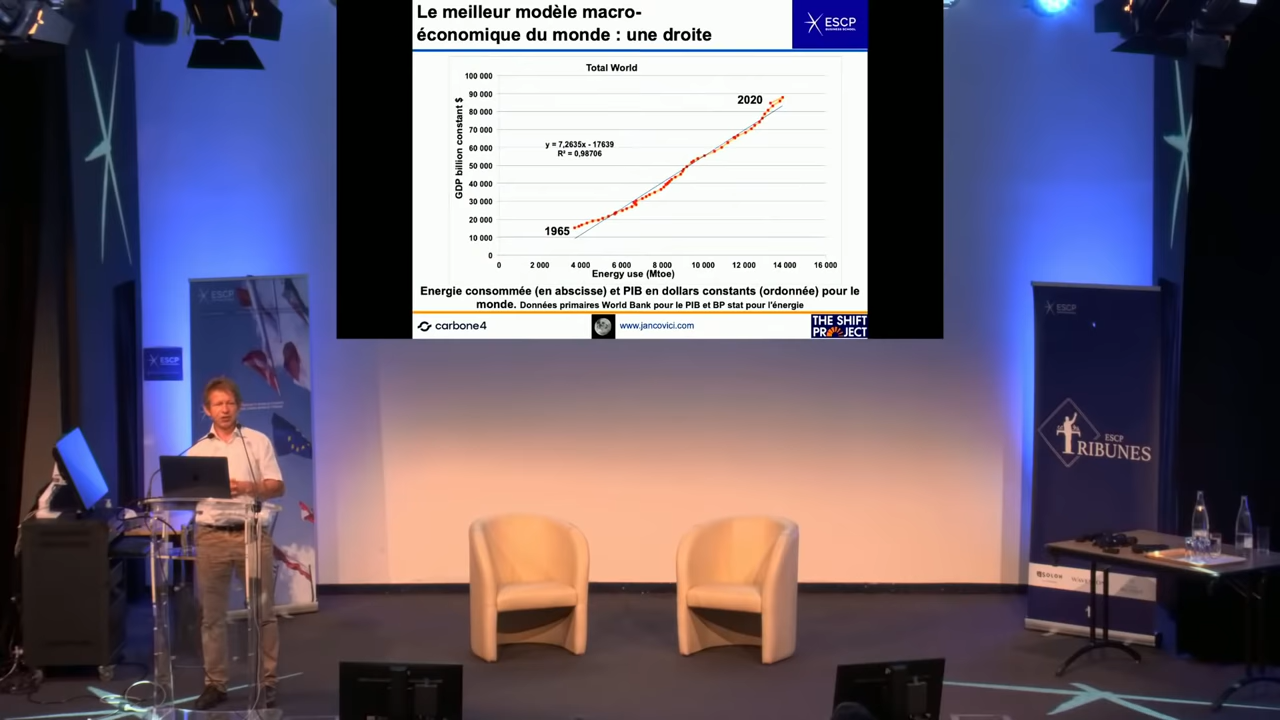 Le meilleur modèle macro-
économique du monde : une droite
ESCP
BUSINESS SCHOOL
Total World
100 000
90 000
80 000
70 000
60 000
50 000
40 000
30 000
20 000
10 000
0
GDP billion constant $
2020
y = 7,2635x - 17639
R² = 0,98706
1965
0 2 000 4 000 6 000 8 000 10 000 12 000 14 000 16 000
Energy use (Mtoe)
Energie consommée (en abscisse) et PIB en dollars constants (ordonnée) pour le
monde. Données primaires World Bank pour le PIB et BP stat pour l'énergie
carbone4
www.jancovici.com
THE SHIFT
PROJECT
ESCP
ESCP
ESCP
ESCP
TRIBUNES
SOLON